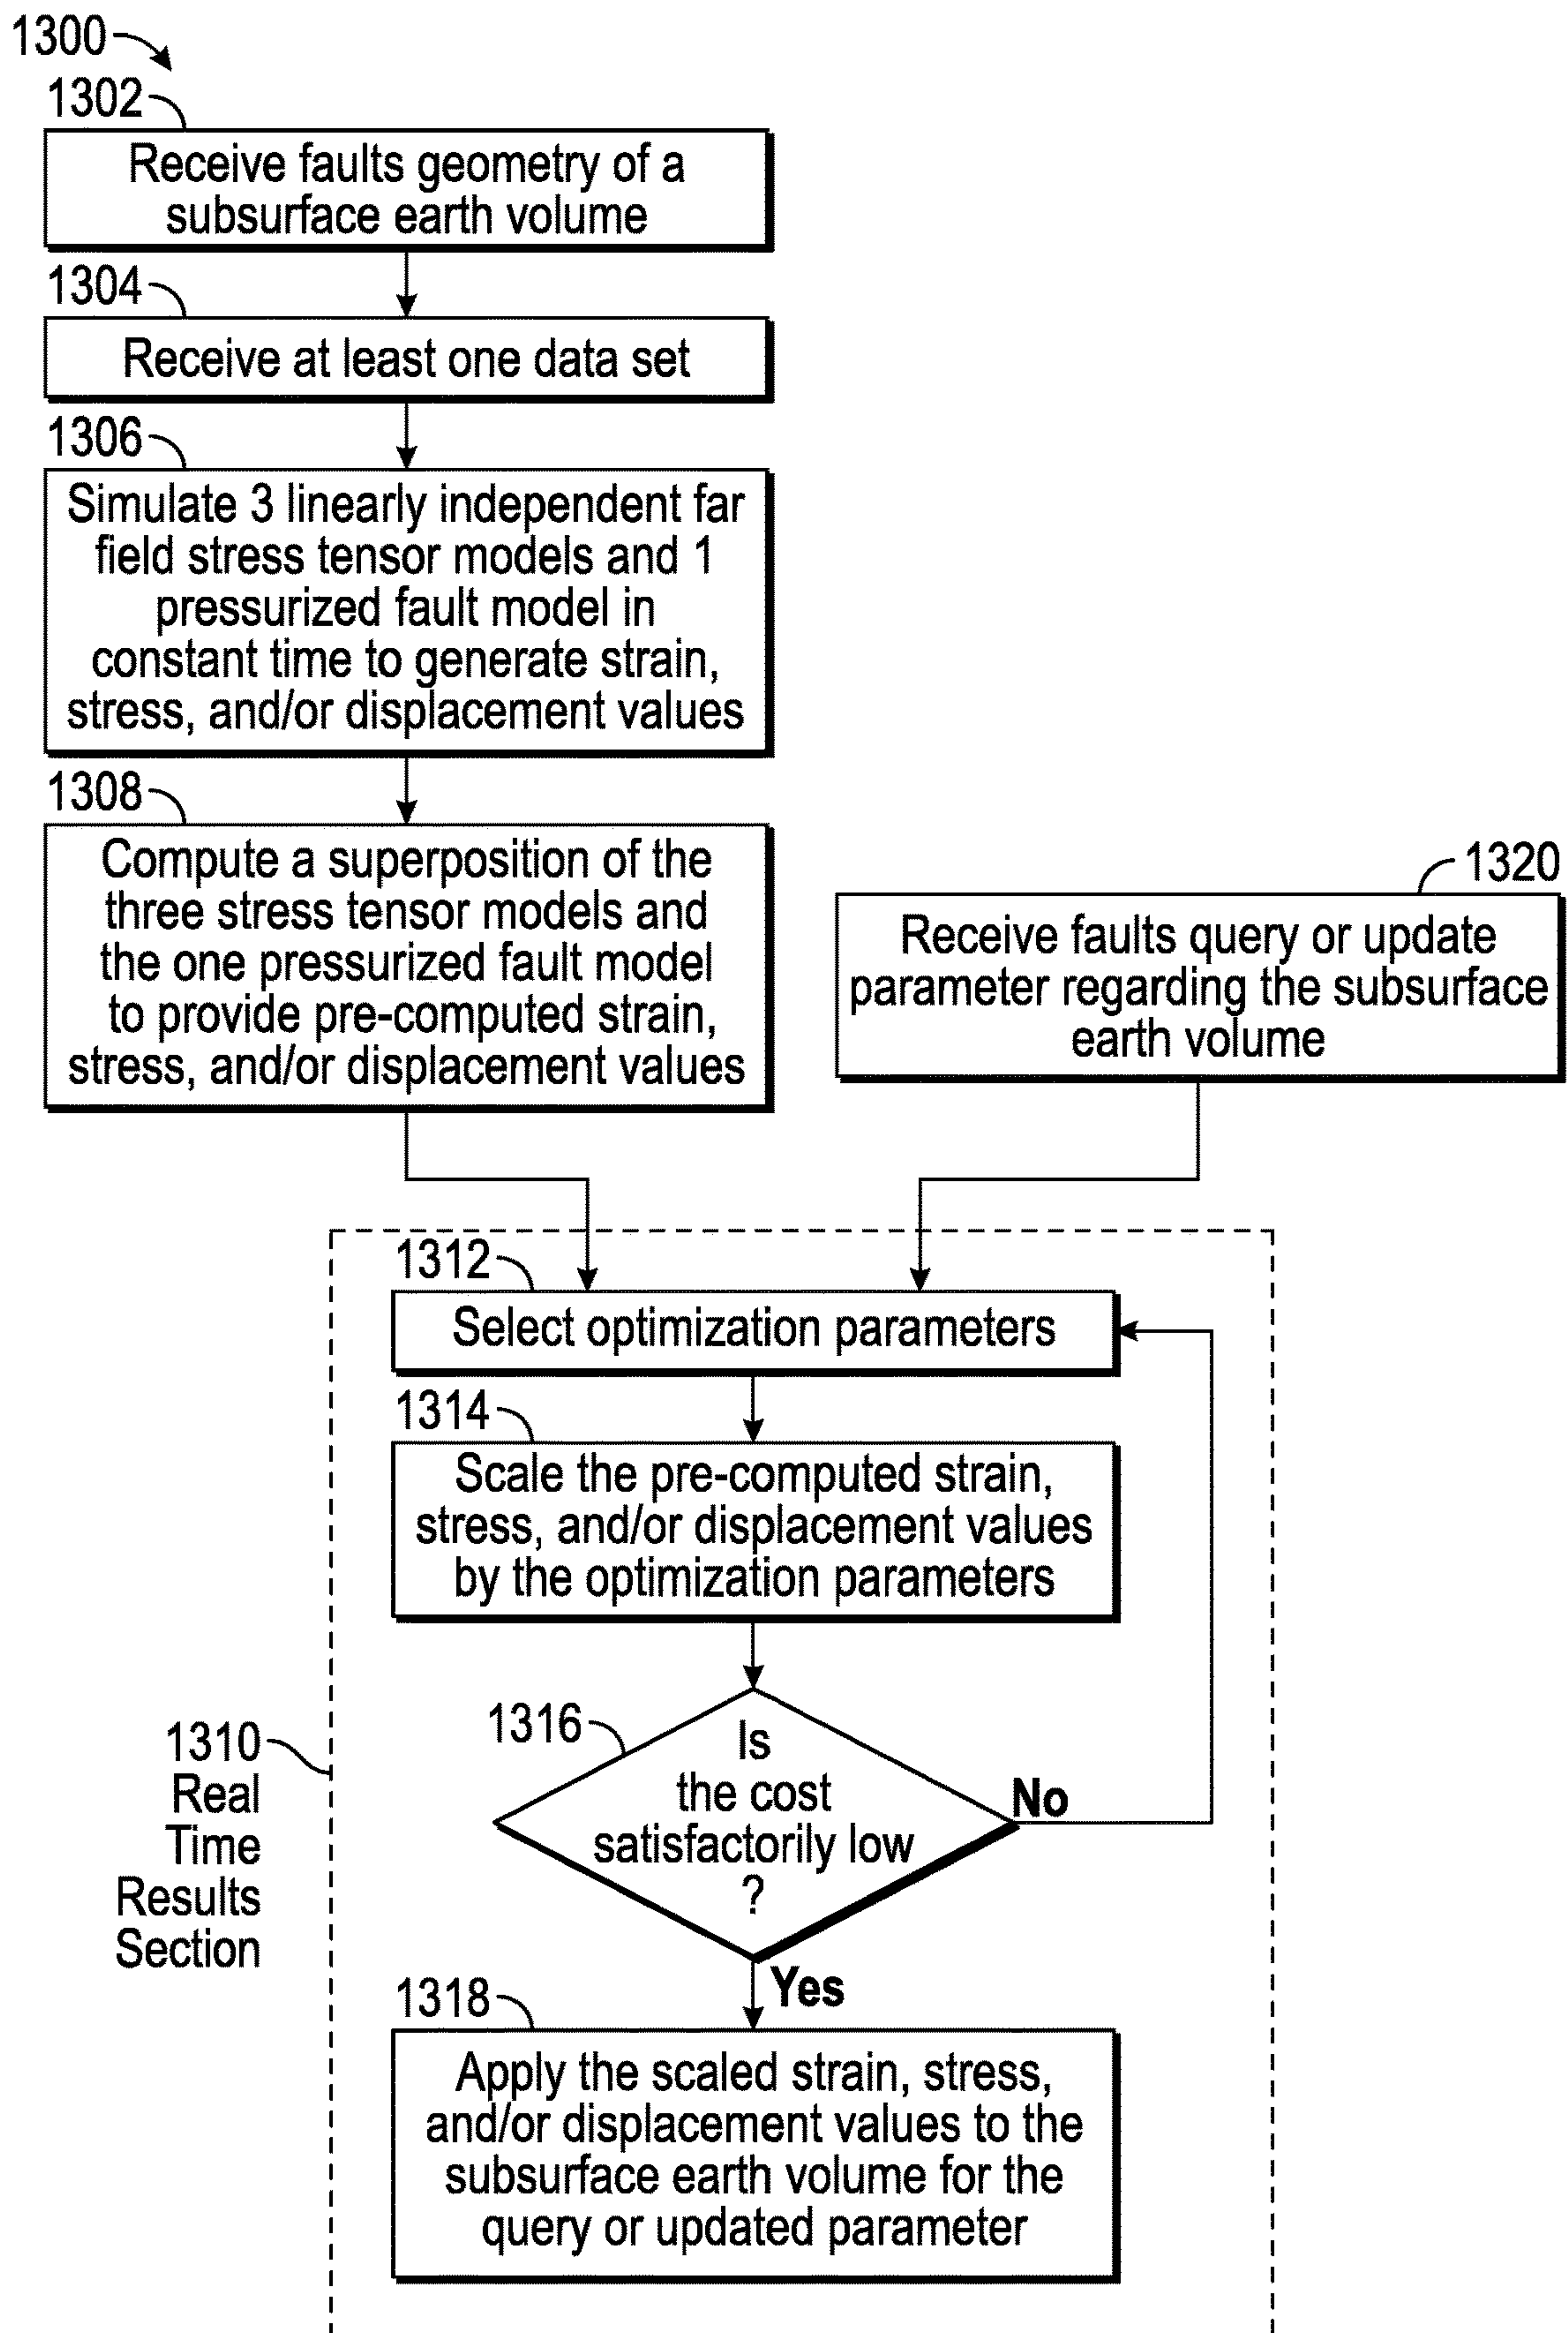 1300
1302
Receive faults geometry of a
subsurface earth volume
1304
Receive at least one data set
1306
Simulate 3 linearly independent far
field stress tensor models and 1
pressurized fault model in
constant time to generate strain,
stress, and/or displacement values
1308
Compute a superposition of the
three stress tensor models and
the one pressurized fault model
to provide pre-computed strain,
stress, and/or displacement values
1320
Receive faults query or update
parameter regarding the subsurface
earth volume
1312
Select optimization parameters
1314
Scale the pre-computed strain,
stress, and/or displacement values
by the optimization parameters
1316
Is
the cost
satisfactorily low
?
No
Yes
1310
Real
Time
Results
Section
1318
Apply the scaled strain, stress,
and/or displacement values to the
subsurface earth volume for the
query or updated parameter